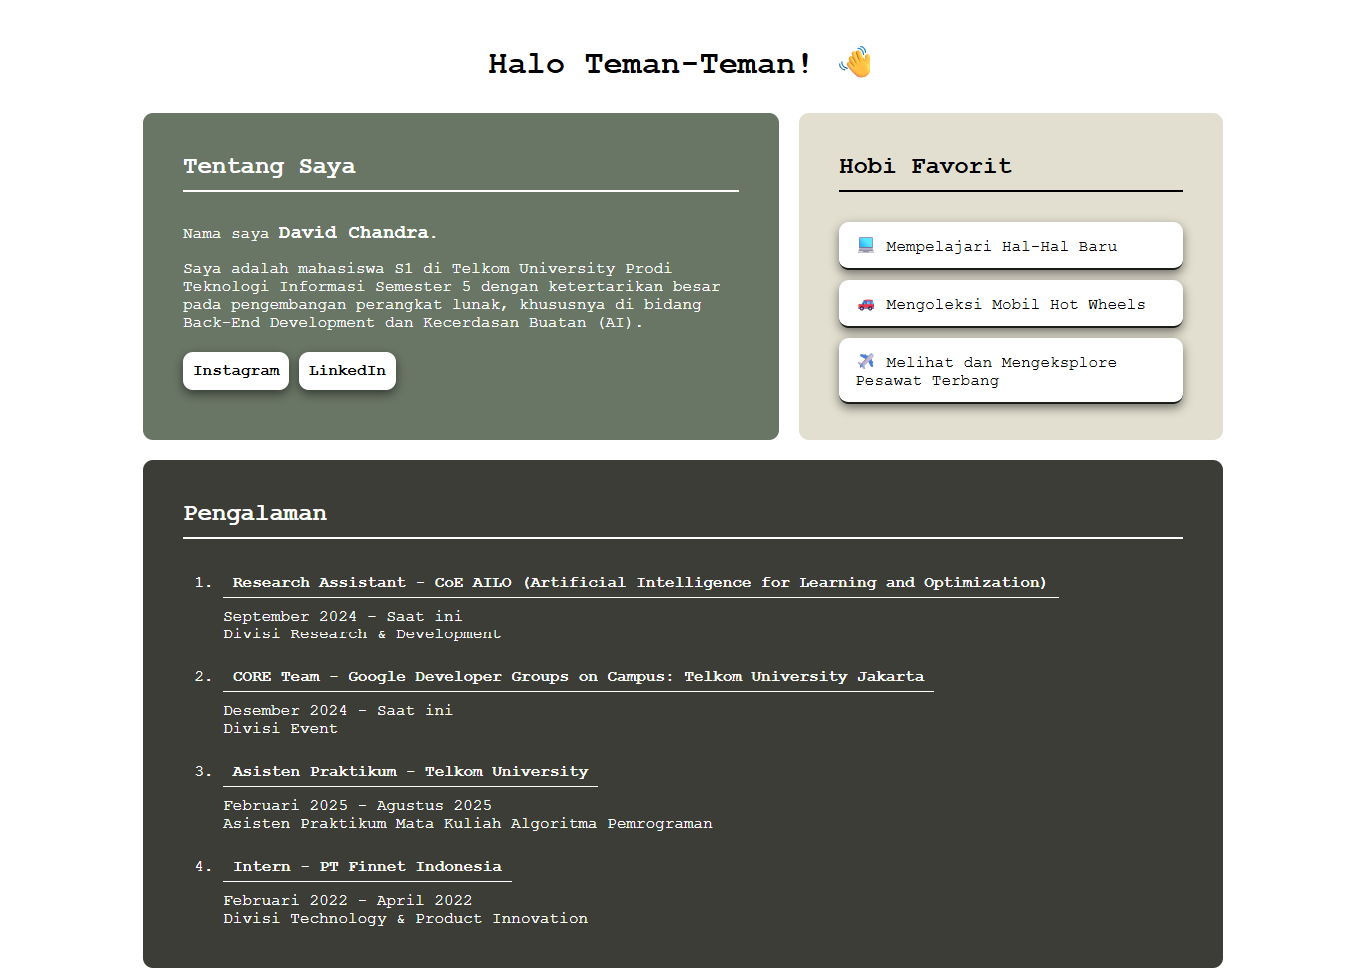 Halo Teman-Teman! 👋
Tentang Saya
Nama saya David Chandra.
Saya adalah mahasiswa S1 di Telkom University Prodi
Teknologi Informasi Semester 5 dengan ketertarikan besar
pada pengembangan perangkat lunak, khususnya di bidang
Back-End Development dan Kecerdasan Buatan (AI).
Instagram LinkedIn
Hobi Favorit
💻 Mempelajari Hal-Hal Baru
🚗 Mengoleksi Mobil Hot Wheels
✈️ Melihat dan Mengeksplore
Pesawat Terbang
Pengalaman
1. Research Assistant - CoE AILO (Artificial Intelligence for Learning and Optimization)
September 2024 - Saat ini
Divisi Research & Development
2. CORE Team - Google Developer Groups on Campus: Telkom University Jakarta
Desember 2024 - Saat ini
Divisi Event
3. Asisten Praktikum - Telkom University
Februari 2025 - Agustus 2025
Asisten Praktikum Mata Kuliah Algoritma Pemrograman
4. Intern - PT Finnet Indonesia
Februari 2022 - April 2022
Divisi Technology & Product Innovation